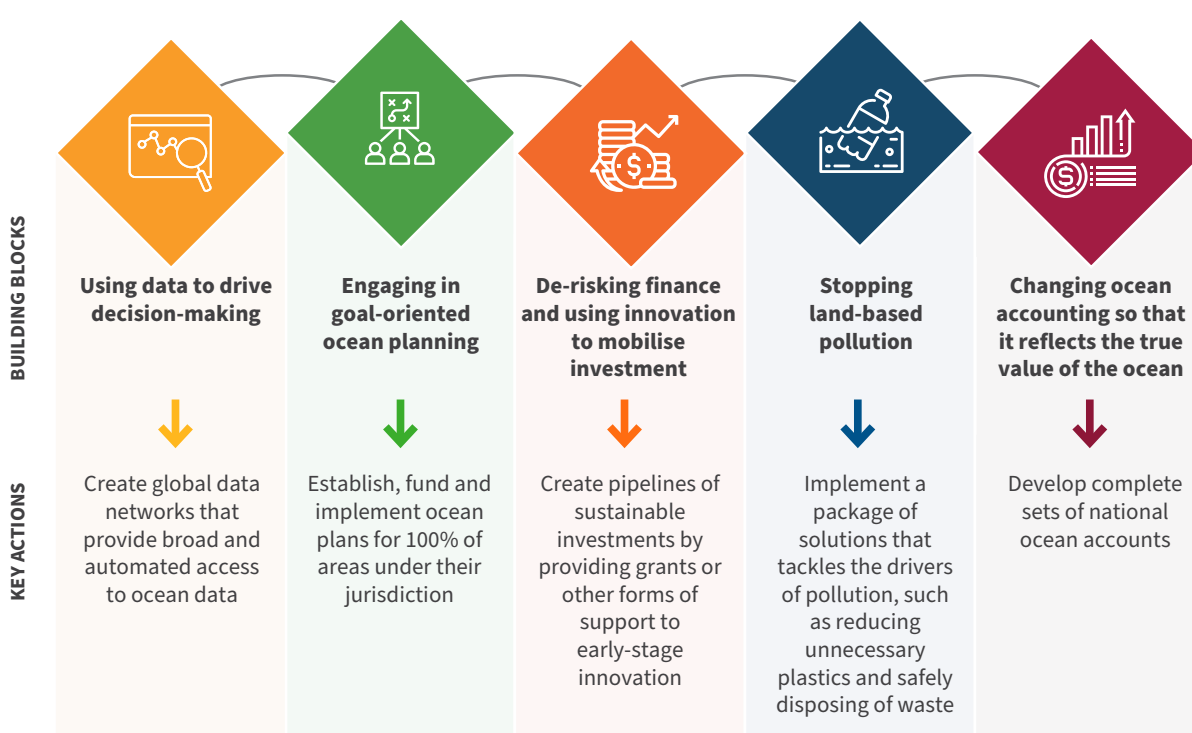 BUILDING BLOCKS
Using data to drive
decision-making
Engaging in
goal-oriented
ocean planning
De-risking finance
and using innovation
to mobilise
investment
Stopping
land-based
pollution
Changing ocean
accounting so that
it reflects the true
value of the ocean
KEY ACTIONS
Create global data
networks that
provide broad and
automated access
to ocean data
Establish, fund and
implement ocean
plans for 100% of
areas under their
jurisdiction
Create pipelines of
sustainable
investments by
providing grants or
other forms of
support to
early-stage
innovation
Implement a
package of
solutions that
tackles the drivers
of pollution, such
as reducing
unnecessary
plastics and safely
disposing of waste
Develop complete
sets of national
ocean accounts